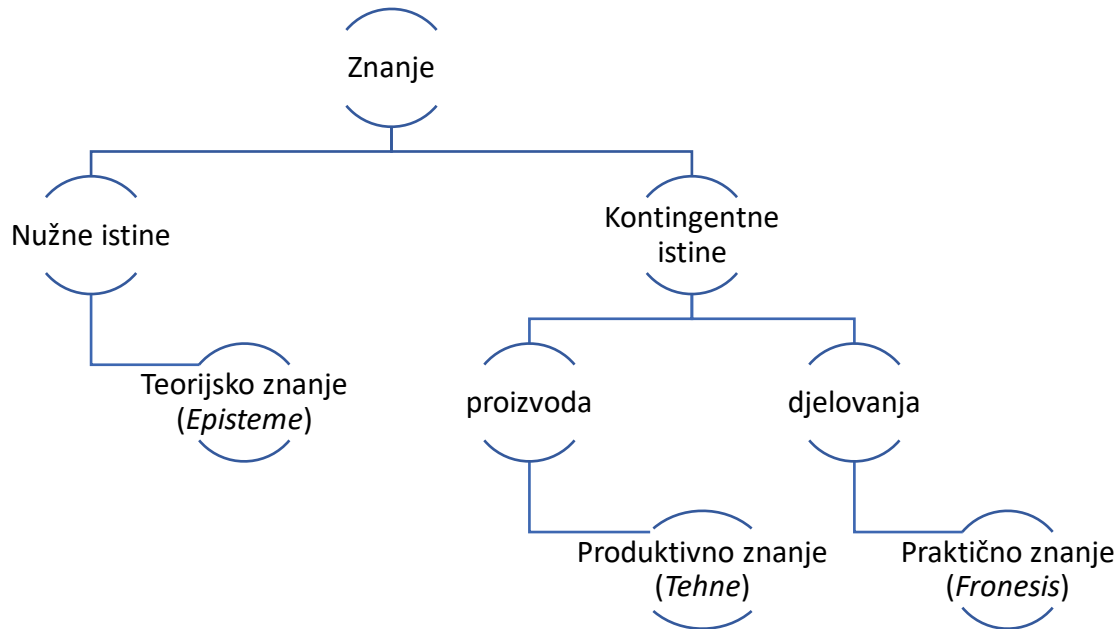 Znanje
Nužne istine
Kontingentne
istine
Teorijsko znanje
(Episteme)
proizvoda
djelovanja
Produktivno znanje
(Tehne)
Praktično znanje
(Fronesis)